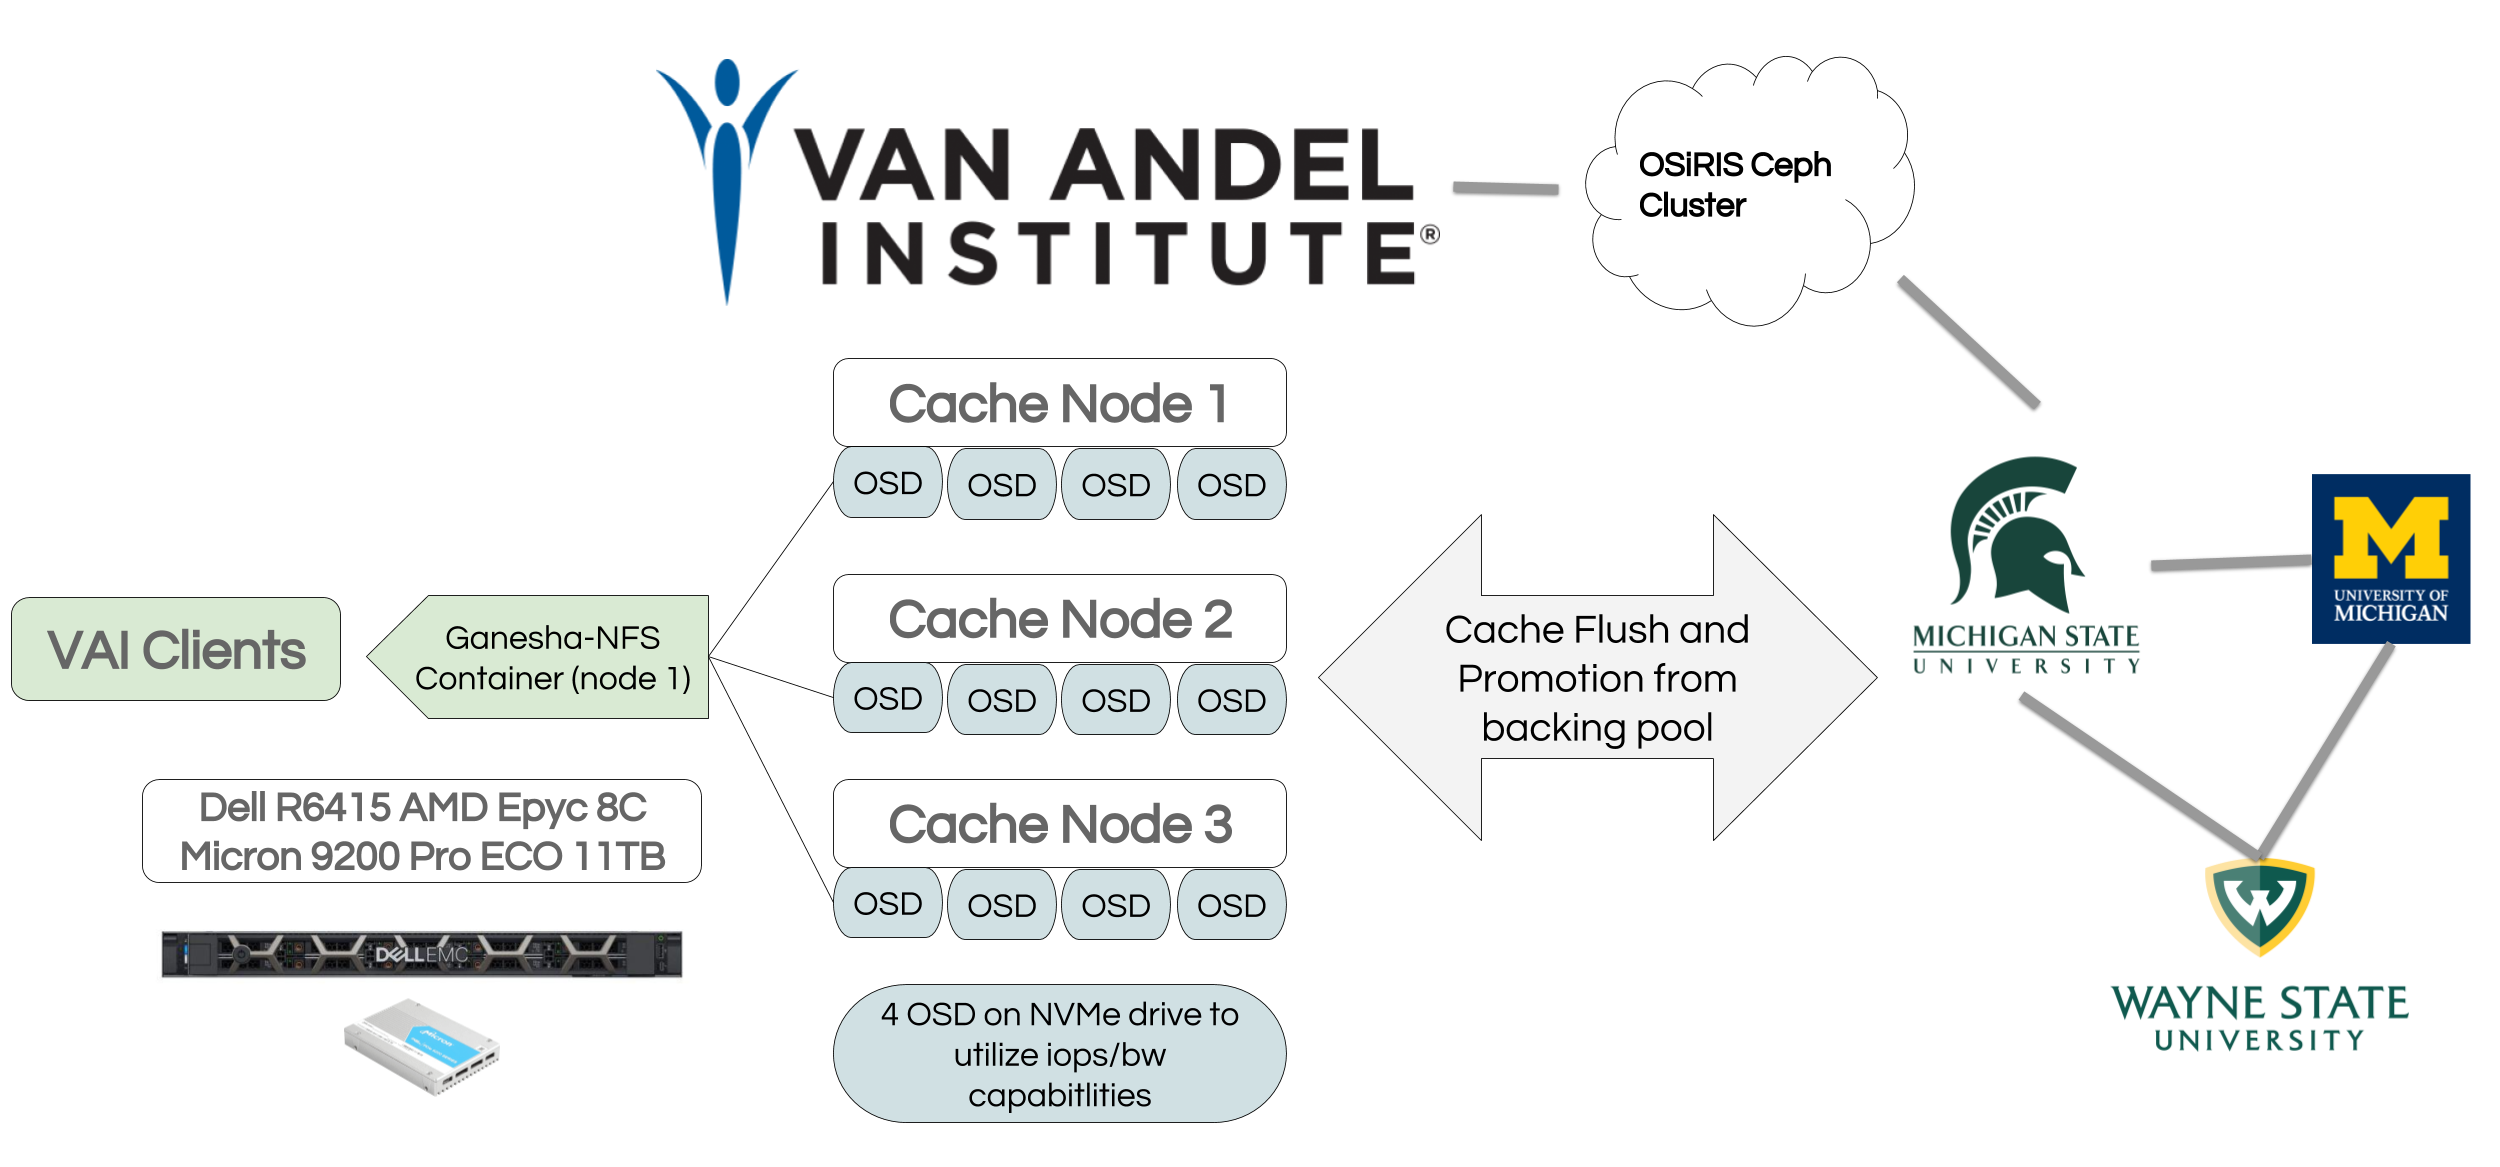 VAN ANDEL
INSTITUTE®
OSiRIS Ceph
Cluster
Cache Node 1
OSD OSD OSD OSD
VAI Clients
Ganesha-NFS
Container (node 1)
Cache Node 2
OSD OSD OSD OSD
Cache Node 3
OSD OSD OSD OSD
4 OSD on NVMe drive to
utilize iops/bw
capabitlities
Dell R6415 AMD Epyc 8C
Micron 9200 Pro ECO 11TB
DELLEMC
Micron
Cache Flush and
Promotion from
backing pool
MICHIGAN STATE
UNIVERSITY
M
UNIVERSITY OF
MICHIGAN
W
WAYNE STATE
UNIVERSITY